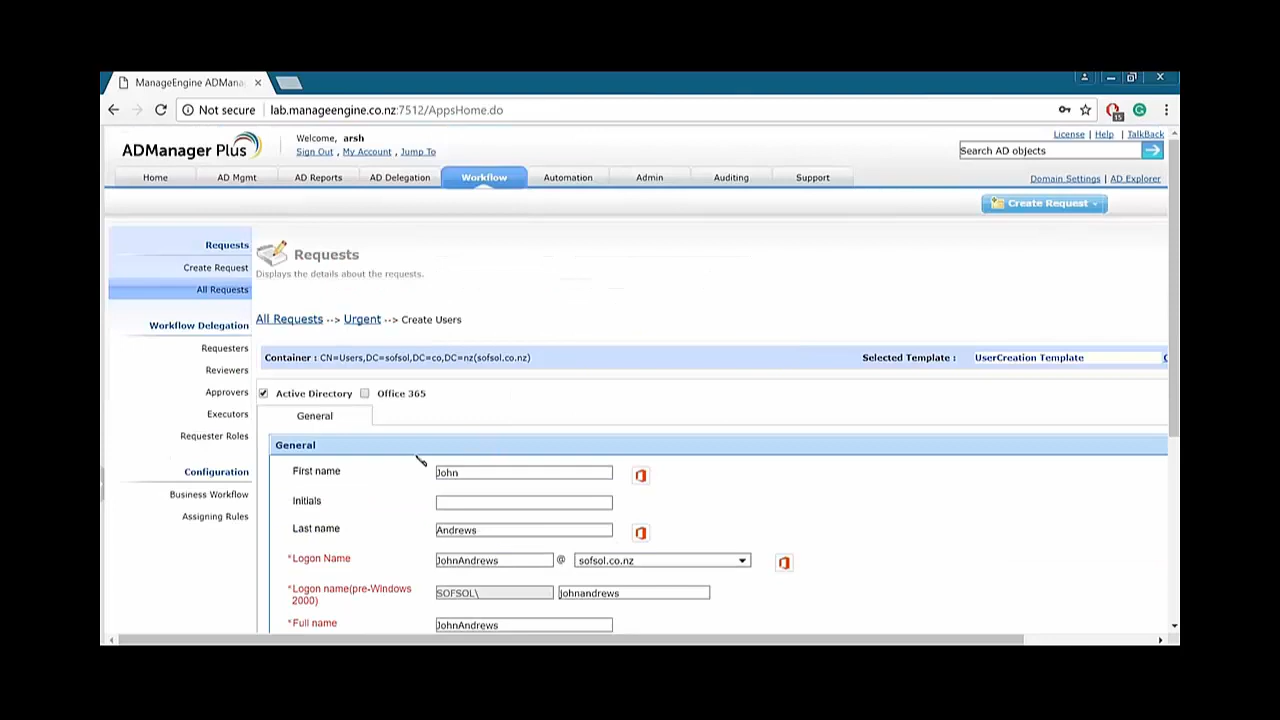 ManageEngine ADMana
Not secure | lab.manageengine.co.nz:7512/AppsHome.do
15
ADManager Plus
Welcome, arsh
Sign Out | My Account , Jump To
License | Help | TalkBack
Search AD objects
Home AD Mgmt AD Reports AD Delegation Workflow Automation Admin Auditing Support
Domain Settings | AD Explorer
Create Request
Requests
Create Request
All Requests
Workflow Delegation
Requesters
Reviewers
Approvers
Executors
Requester Roles
Configuration
Business Workflow
Assigning Rules
Requests
Displays the details about the requests.
All Requests --> Urgent --> Create Users
Container : CN=Users,DC=sofsol,DC=co,DC=nz(sofsol.co.nz) Selected Template : UserCreation Template
Active Directory Office 365
General
General
First name John
Initials
Last name Andrews
*Logon Name JohnAndrews @ sofsol.co.nz
*Logon name(pre-Windows 2000) SOFSOL\ johnandrews
*Full name JohnAndrews